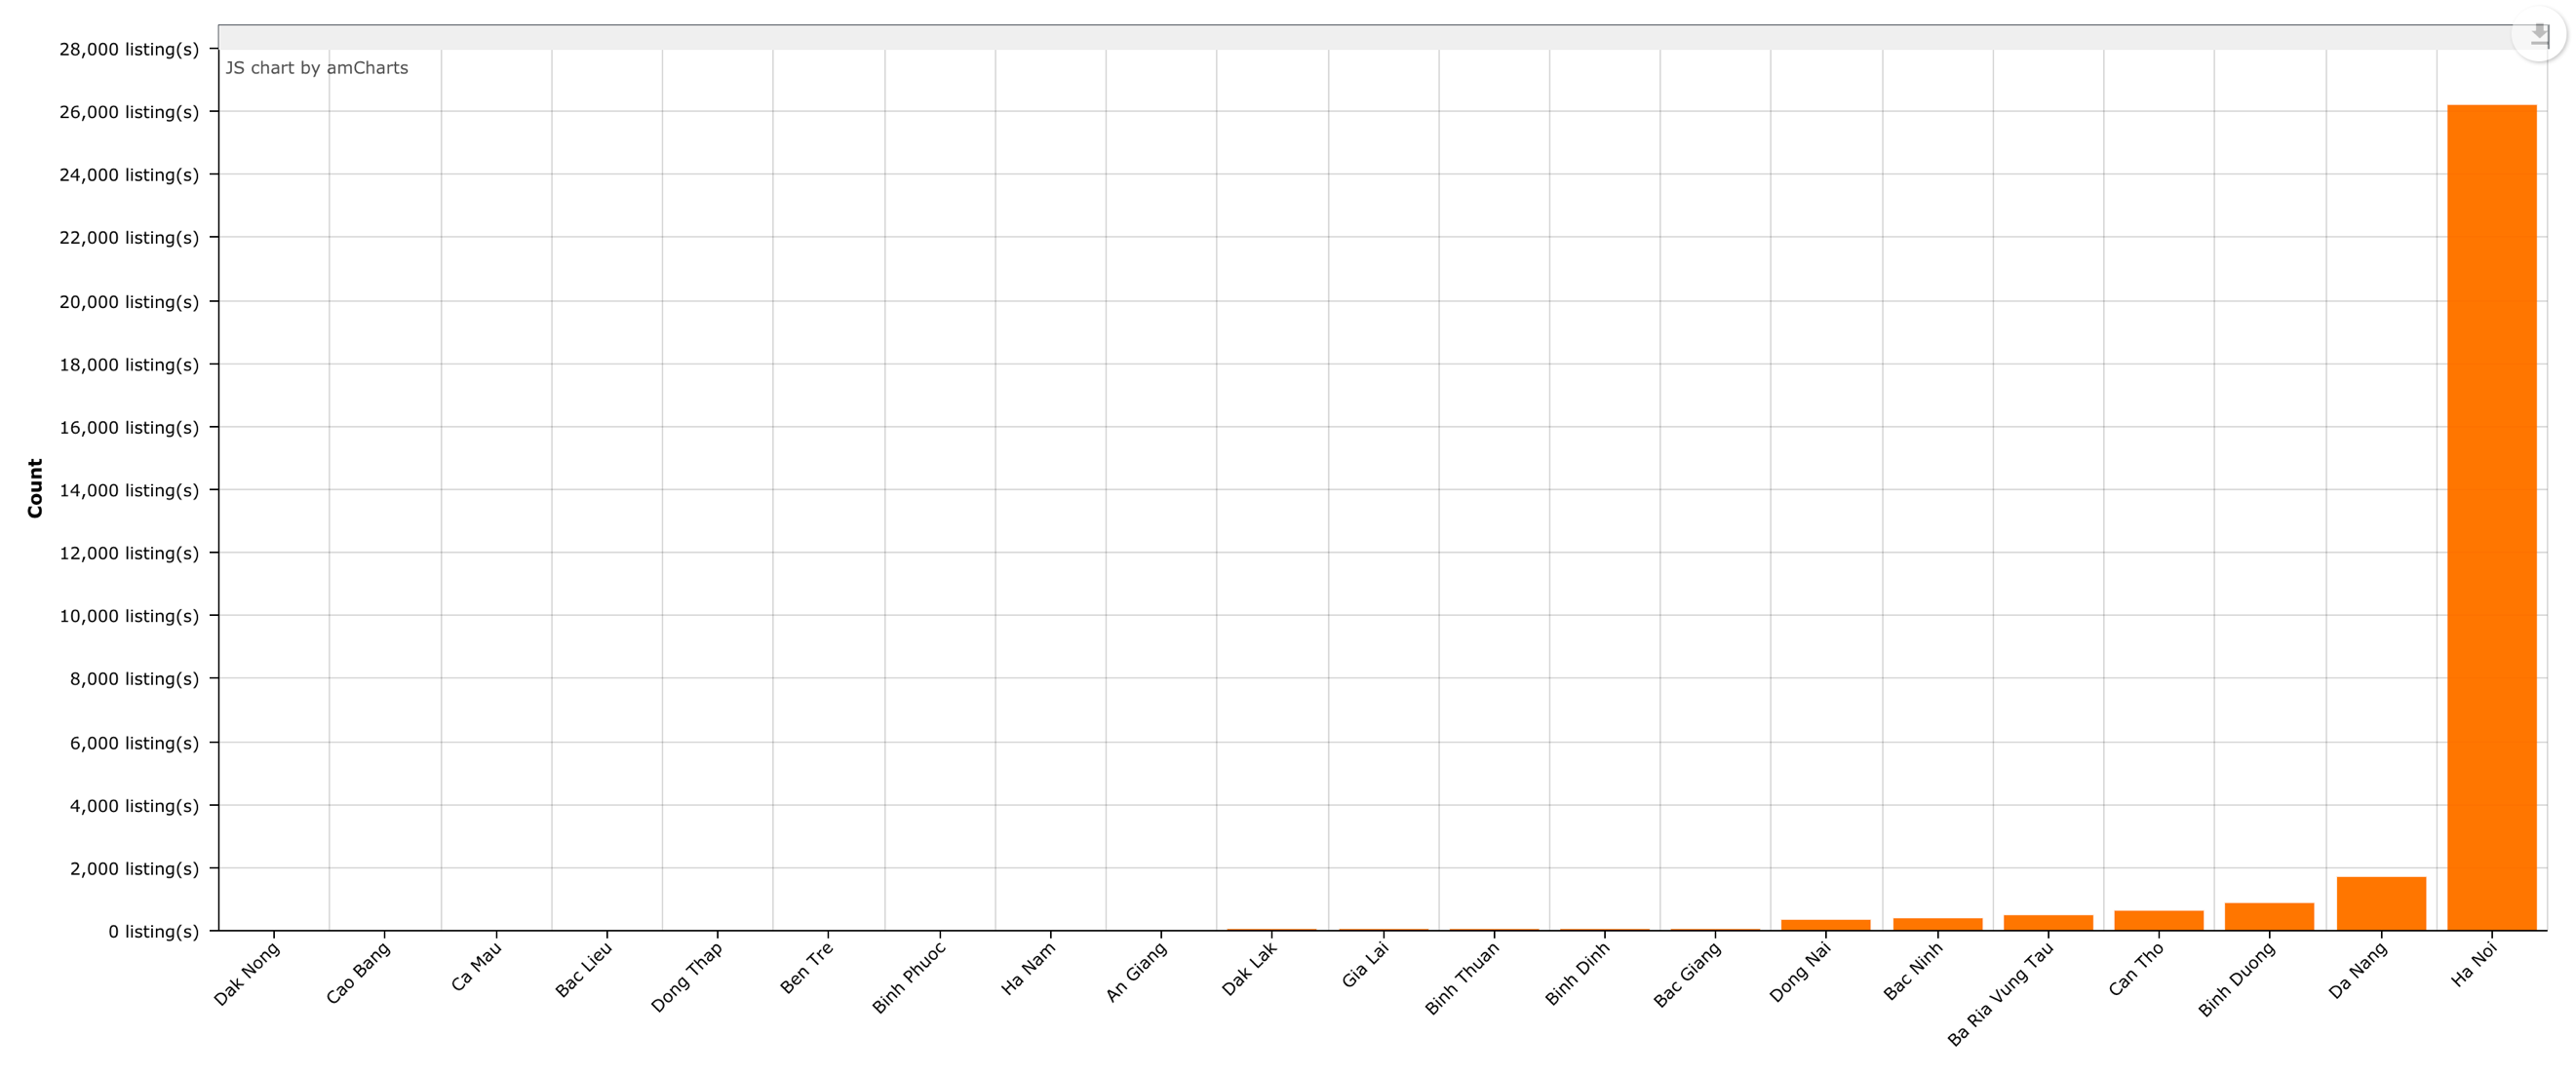 28,000 listing(s)
JS chart by amCharts
26,000 listing(s)
24,000 listing(s)
22,000 listing(s)
20,000 listing(s)
18,000 listing(s)
16,000 listing(s)
14,000 listing(s)
12,000 listing(s)
10,000 listing(s)
8,000 listing(s)
6,000 listing(s)
4,000 listing(s)
2,000 listing(s)
0 listing(s)
Count
Dak Nong
Cao Bang
Ca Mau
Bac Lieu
Dong Thap
Ben Tre
Binh Phuoc
Ha Nam
An Giang
Dak Lak
Gia Lai
Binh Thuan
Binh Dinh
Bac Giang
Dong Nai
Bac Ninh
Ba Ria Vung Tau
Can Tho
Binh Duong
Da Nang
Ha Noi